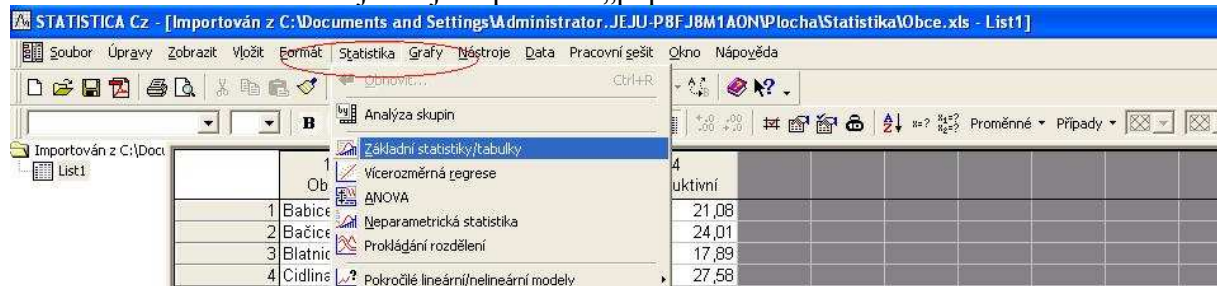 STATISTICA Cz - [Importován z C:\Documents and Settings\Administrator.JEJU-P8FJ8M1AON\Plocha\Statistika\Obce.xls - List1]
Soubor Úpravy Zobrazit Vložit Formát Statistika Grafy Nástroje Data Pracovní sešit Okno Nápověda
Obnovit... Ctrl+R
Analýza skupin
B Proměnné Případy
Importován z C:\Docu
List1
Základní statistiky/tabulky
Vícerozměrná regrese
ANOVA
Neparametrická statistika
Prokládání rozdělení
Pokročilé lineární/nelineární modely
1 4
Ob uktivní
1 Babice 21,08
2 Bačice 24,01
3 Blatnic 17,89
4 Cidlina 27,58